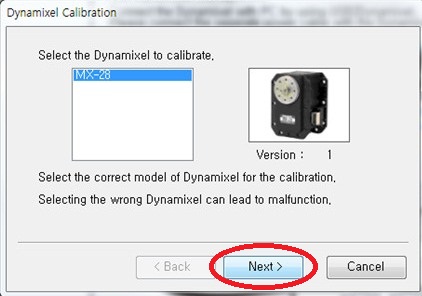 Dynamixel Calibration
Select the Dynamixel to calibrate,
MX-28
Version : 1
Select the correct model of Dynamixel for the calibration,
Selecting the wrong Dynamixel can lead to malfunction,
< Back
Next >
Cancel